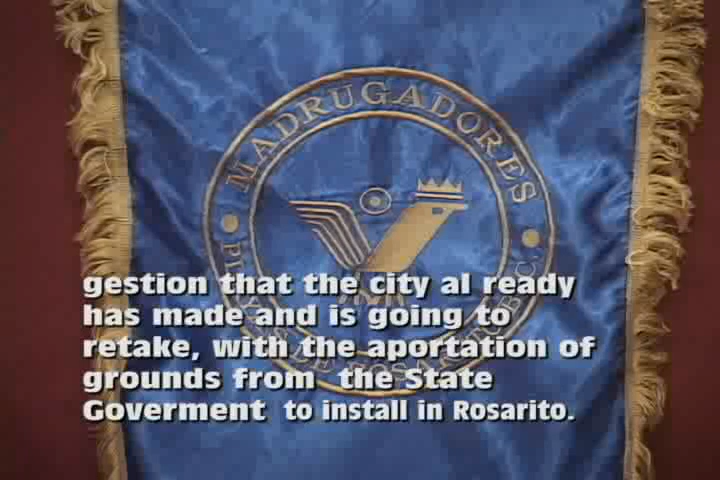 MADRUGADORES
gestion that the city al ready
has made and is going to
retake, with the aportation of
grounds from the State
Goverment to install in Rosarito.